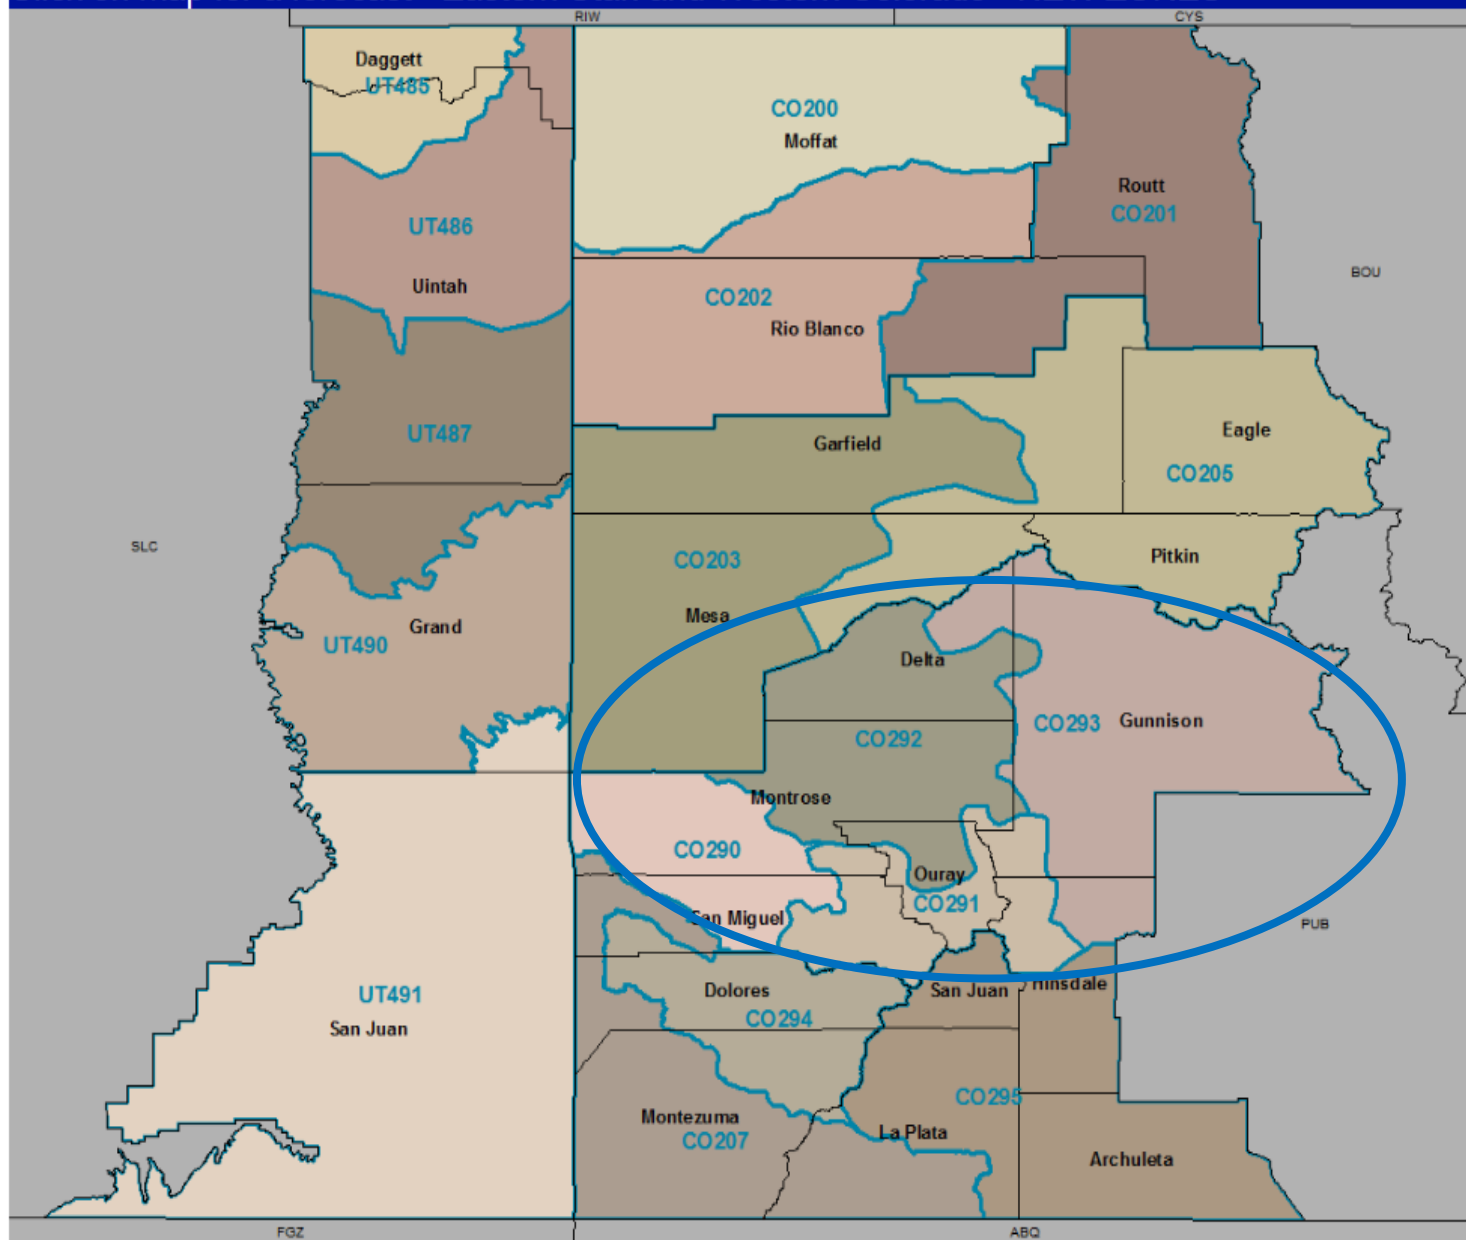 RIW
CYS
Daggett
UT485
CO200
Moffat
Routt
CO201
UT486
Uintah
BOU
CO202
Rio Blanco
UT487
Garfield
Eagle
CO205
SLC
CO203
Pitkin
Mesa
Grand
UT490
Delta
CO293
Gunnison
CO292
Montrose
CO290
Ouray
CO291
San Miguel
PUB
UT491
San Juan
Dolores
CO294
San Juan
Hinsdale
CO295
Montezuma
CO207
La Plata
Archuleta
FGZ
ABQ